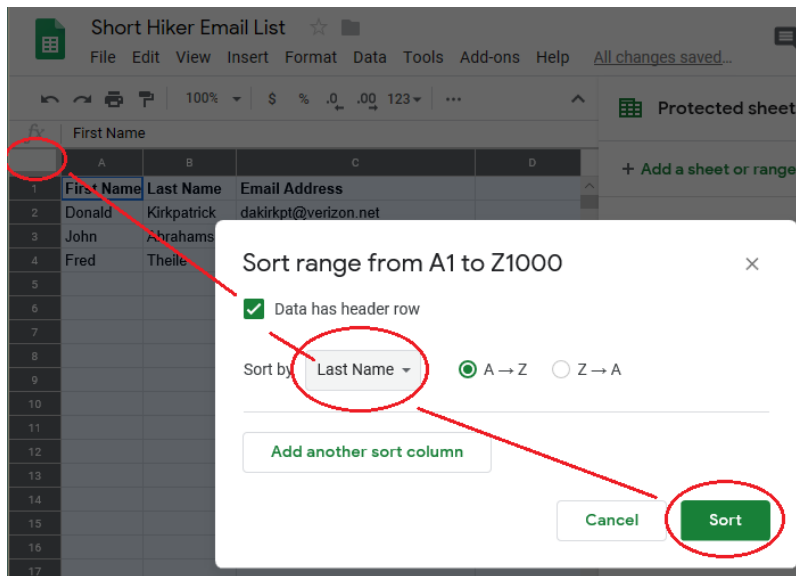 Short Hiker Email List
File Edit View Insert Format Data Tools Add-ons Help All changes saved...
100% $ % .0 .00 123 ...
Protected sheet
fx First Name
+ Add a sheet or range
A B C D
1 First Name Last Name Email Address
2 Donald Kirkpatrick dakirkpt@verizon.net
3 John Abrahams
4 Fred Theile
5
6
7
8
9
10
11
12
13
14
15
16
17
Sort range from A1 to Z1000
Data has header row
Sort by Last Name A → Z Z → A
Add another sort column
Cancel Sort